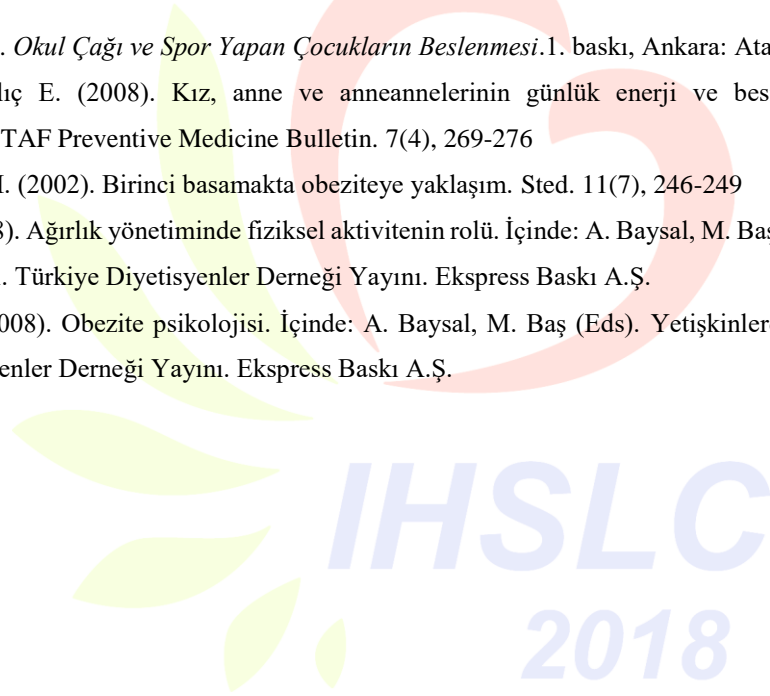 . Okul Çağı ve Spor Yapan Çocukların Beslenmesi.1. baskı, Ankara: Ata
lıç E. (2008). Kız, anne ve anneannelerinin günlük enerji ve bes
TAF Preventive Medicine Bulletin. 7(4), 269-276
. (2002). Birinci basamakta obeziteye yaklaşım. Sted. 11(7), 246-249
8). Ağırlık yönetiminde fiziksel aktivitenin rolü. İçinde: A. Baysal, M. Baş
. Türkiye Diyetisyenler Derneği Yayını. Ekspress Baskı A.Ş.
008). Obezite psikolojisi. İçinde: A. Baysal, M. Baş (Eds). Yetişkinler
enler Derneği Yayını. Ekspress Baskı A.Ş.
IHSLC
2018